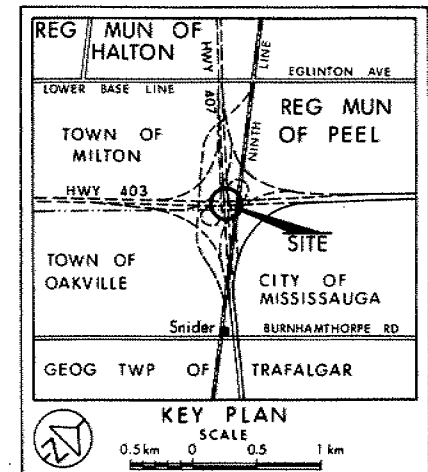 REG MUN OF
HALTON
HWY 407
NINTH LINE
EGLINTON AVE
LOWER BASE LINE
REG MUN
OF PEEL
TOWN OF
MILTON
HWY 403
SITE
TOWN OF
OAKVILLE
CITY OF
MISSISSAUGA
Snider
BURNHAMTHORPE RD
GEOG TWP OF TRAFALGAR
KEY PLAN
SCALE
0.5km 0 0.5 1 km